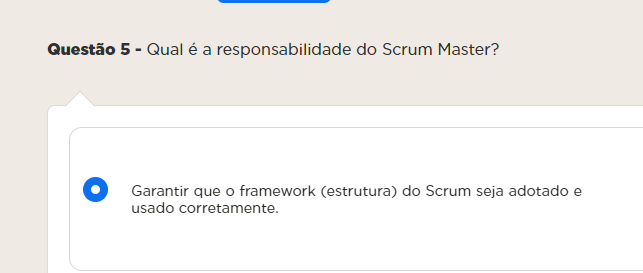 Questão 5 - Qual é a responsabilidade do Scrum Master?
Garantir que o framework (estrutura) do Scrum seja adotado e
usado corretamente.